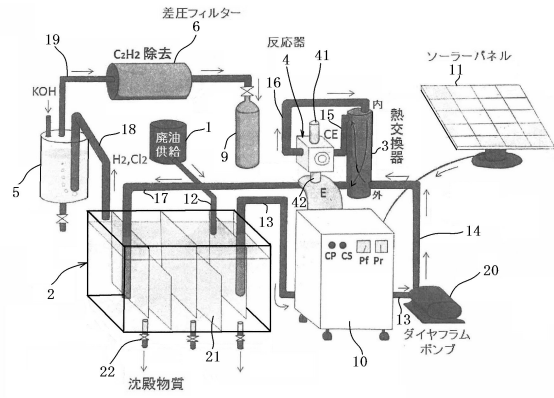 差圧フィルター
6
19
C2H2 除去
KOH
18
5
9
廃油
供給
1
H2,Cl2
17
12
13
2
22
21
沈殿物質
反応器
4
41
16
15
CE
内
3
熱交換器
外
E
42
ソーラーパネル
11
14
CP CS Pf Pr
10
13
20
ダイヤフラム
ポンプ